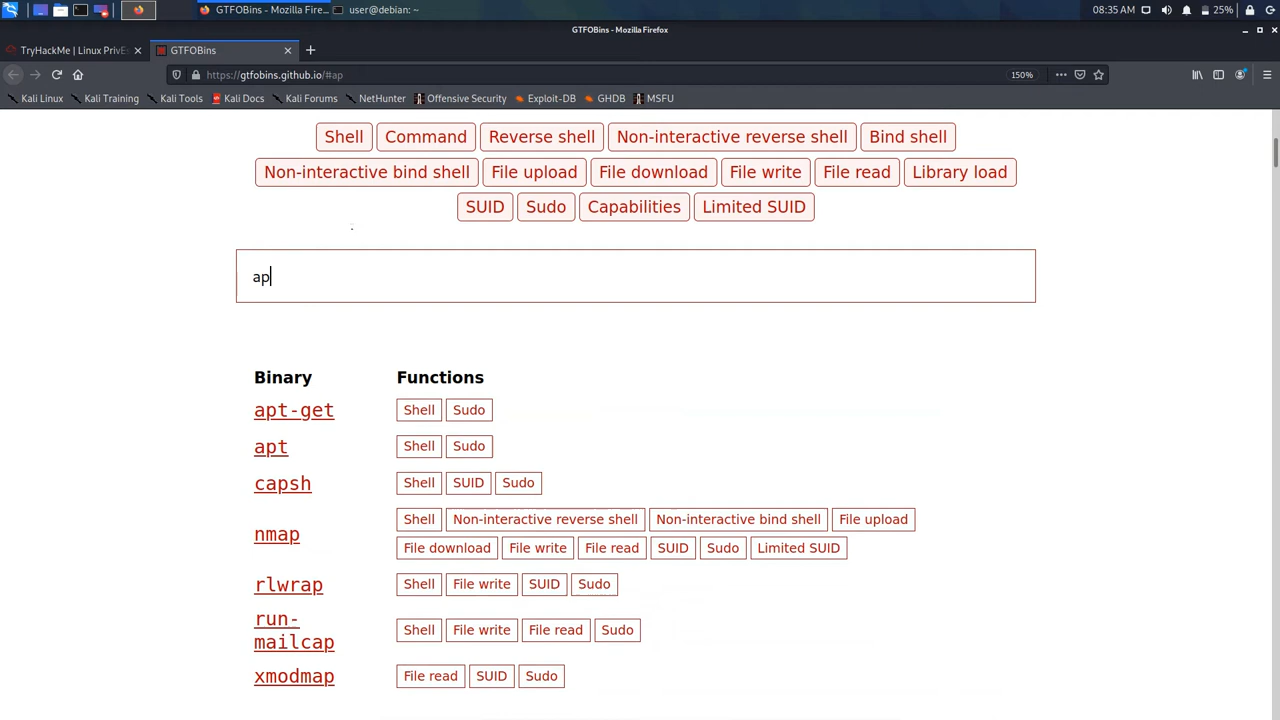 GTFOBins - Mozilla Fire...
user@debian: ~
08:35 AM
25%
GTFOBins - Mozilla Firefox
TryHackMe | Linux PrivEs
GTFOBins
https://gtfobins.github.io/#ap
150%
Kali Linux
Kali Training
Kali Tools
Kali Docs
Kali Forums
NetHunter
Offensive Security
Exploit-DB
GHDB
MSFU
Shell Command Reverse shell Non-interactive reverse shell Bind shell
Non-interactive bind shell File upload File download File write File read Library load
SUID Sudo Capabilities Limited SUID
ap
Binary Functions
apt-get Shell Sudo
apt Shell Sudo
capsh Shell SUID Sudo
nmap Shell Non-interactive reverse shell Non-interactive bind shell File upload
File download File write File read SUID Sudo Limited SUID
rlwrap Shell File write SUID Sudo
run-
mailcap Shell File write File read Sudo
xmodmap File read SUID Sudo